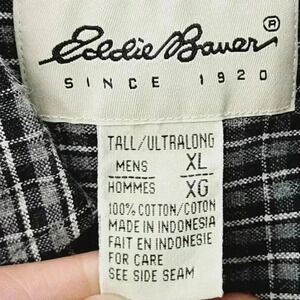 Eddie Bauer®
SINCE 1920
TALL/ULTRALONG
MENS XL
HOMMES XG
100% COTTON/COTON
MADE IN INDONESIA
FAIT EN INDONESIE
FOR CARE
SEE SIDE SEAM